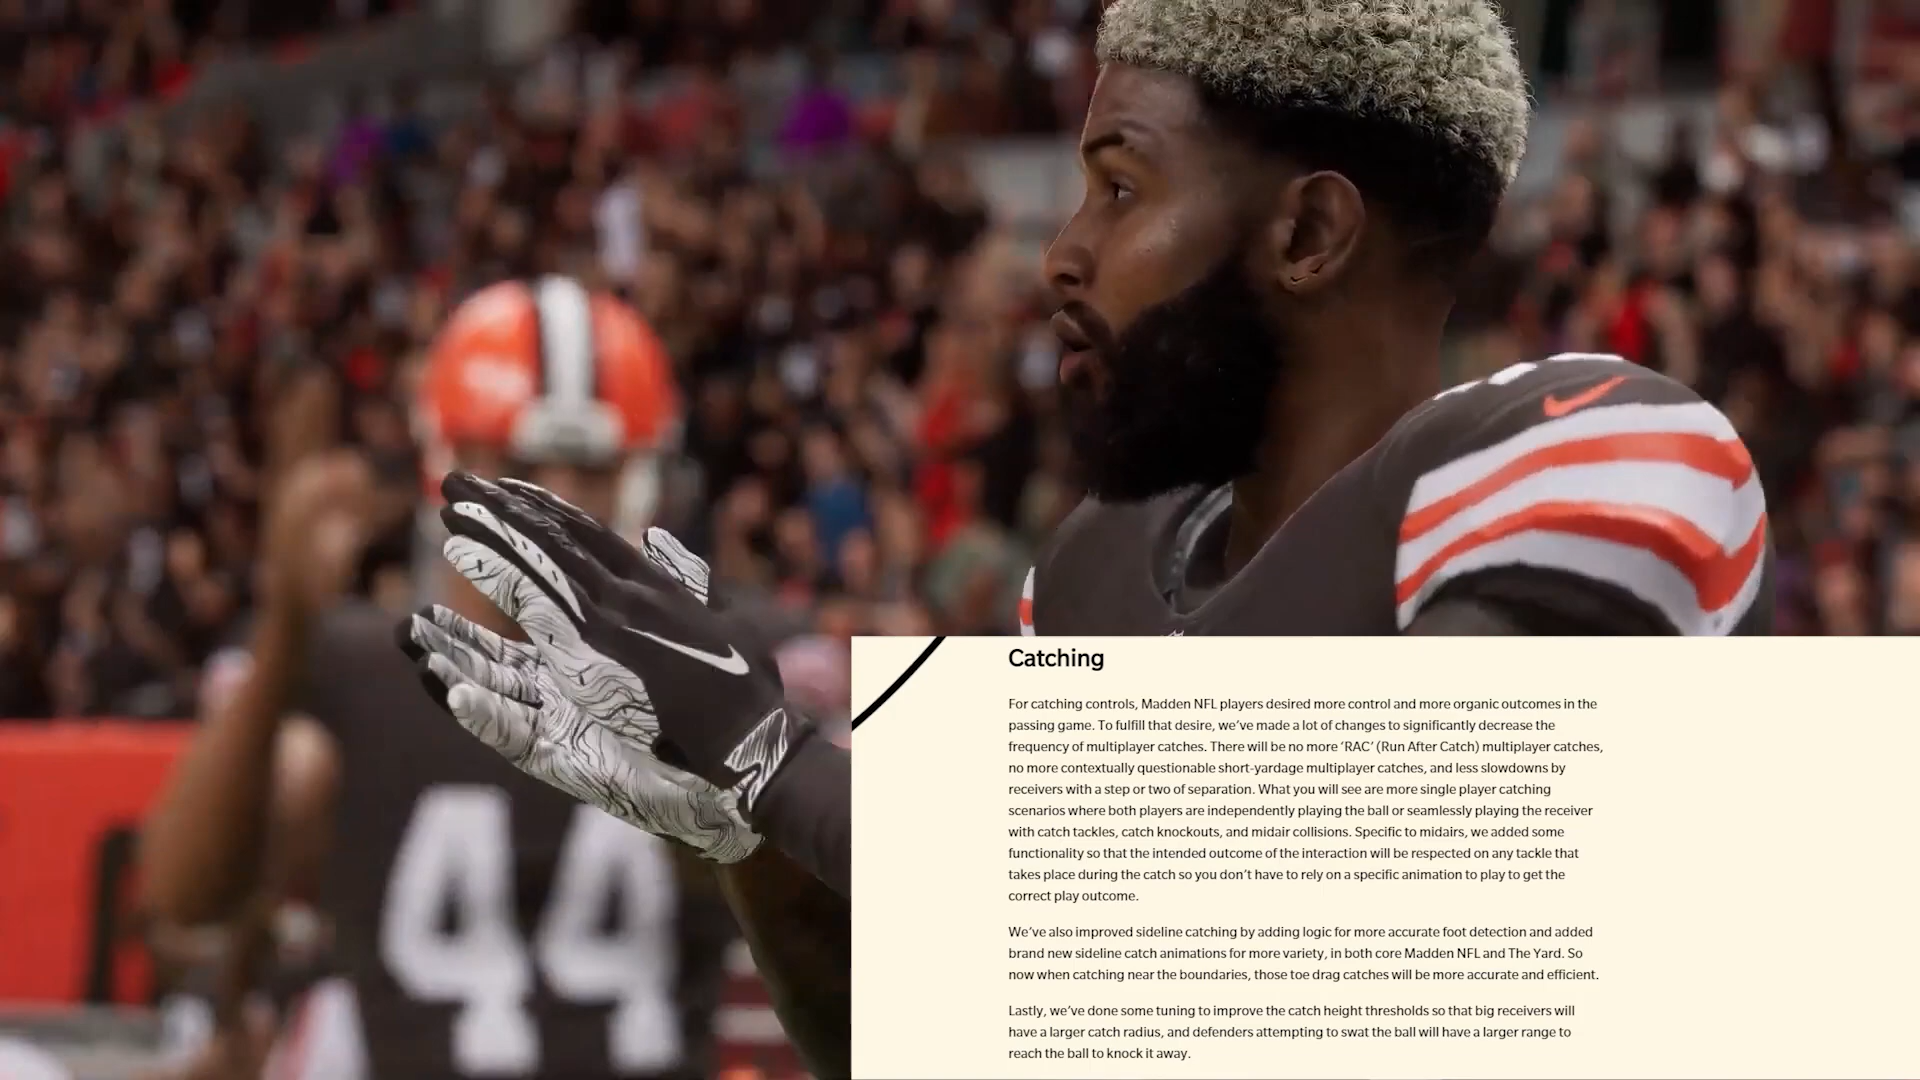 Catching
For catching controls, Madden NFL players desired more control and more organic outcomes in the
passing game. To fulfill that desire, we’ve made a lot of changes to significantly decrease the
frequency of multiplayer catches. There will be no more ‘RAC’ (Run After Catch) multiplayer catches,
no more contextually questionable short-yardage multiplayer catches, and less slowdowns by
receivers with a step or two of separation. What you will see are more single player catching
scenarios where both players are independently playing the ball or seamlessly playing the receiver
with catch tackles, catch knockouts, and midair collisions. Specific to midairs, we added some
functionality so that the intended outcome of the interaction will be respected on any tackle that
takes place during the catch so you don’t have to rely on a specific animation to play to get the
correct play outcome.
We’ve also improved sideline catching by adding logic for more accurate foot detection and added
brand new sideline catch animations for more variety, in both core Madden NFL and The Yard. So
now when catching near the boundaries, those toe drag catches will be more accurate and efficient.
Lastly, we’ve done some tuning to improve the catch height thresholds so that big receivers will
have a larger catch radius, and defenders attempting to swat the ball will have a larger range to
reach the ball to knock it away.
44